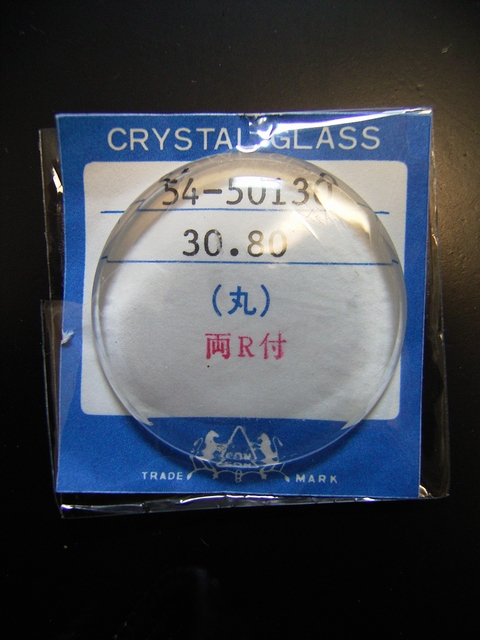 CRYSTAL GLASS
54-50130
30.80
(丸)
両R付
TRADE MARK